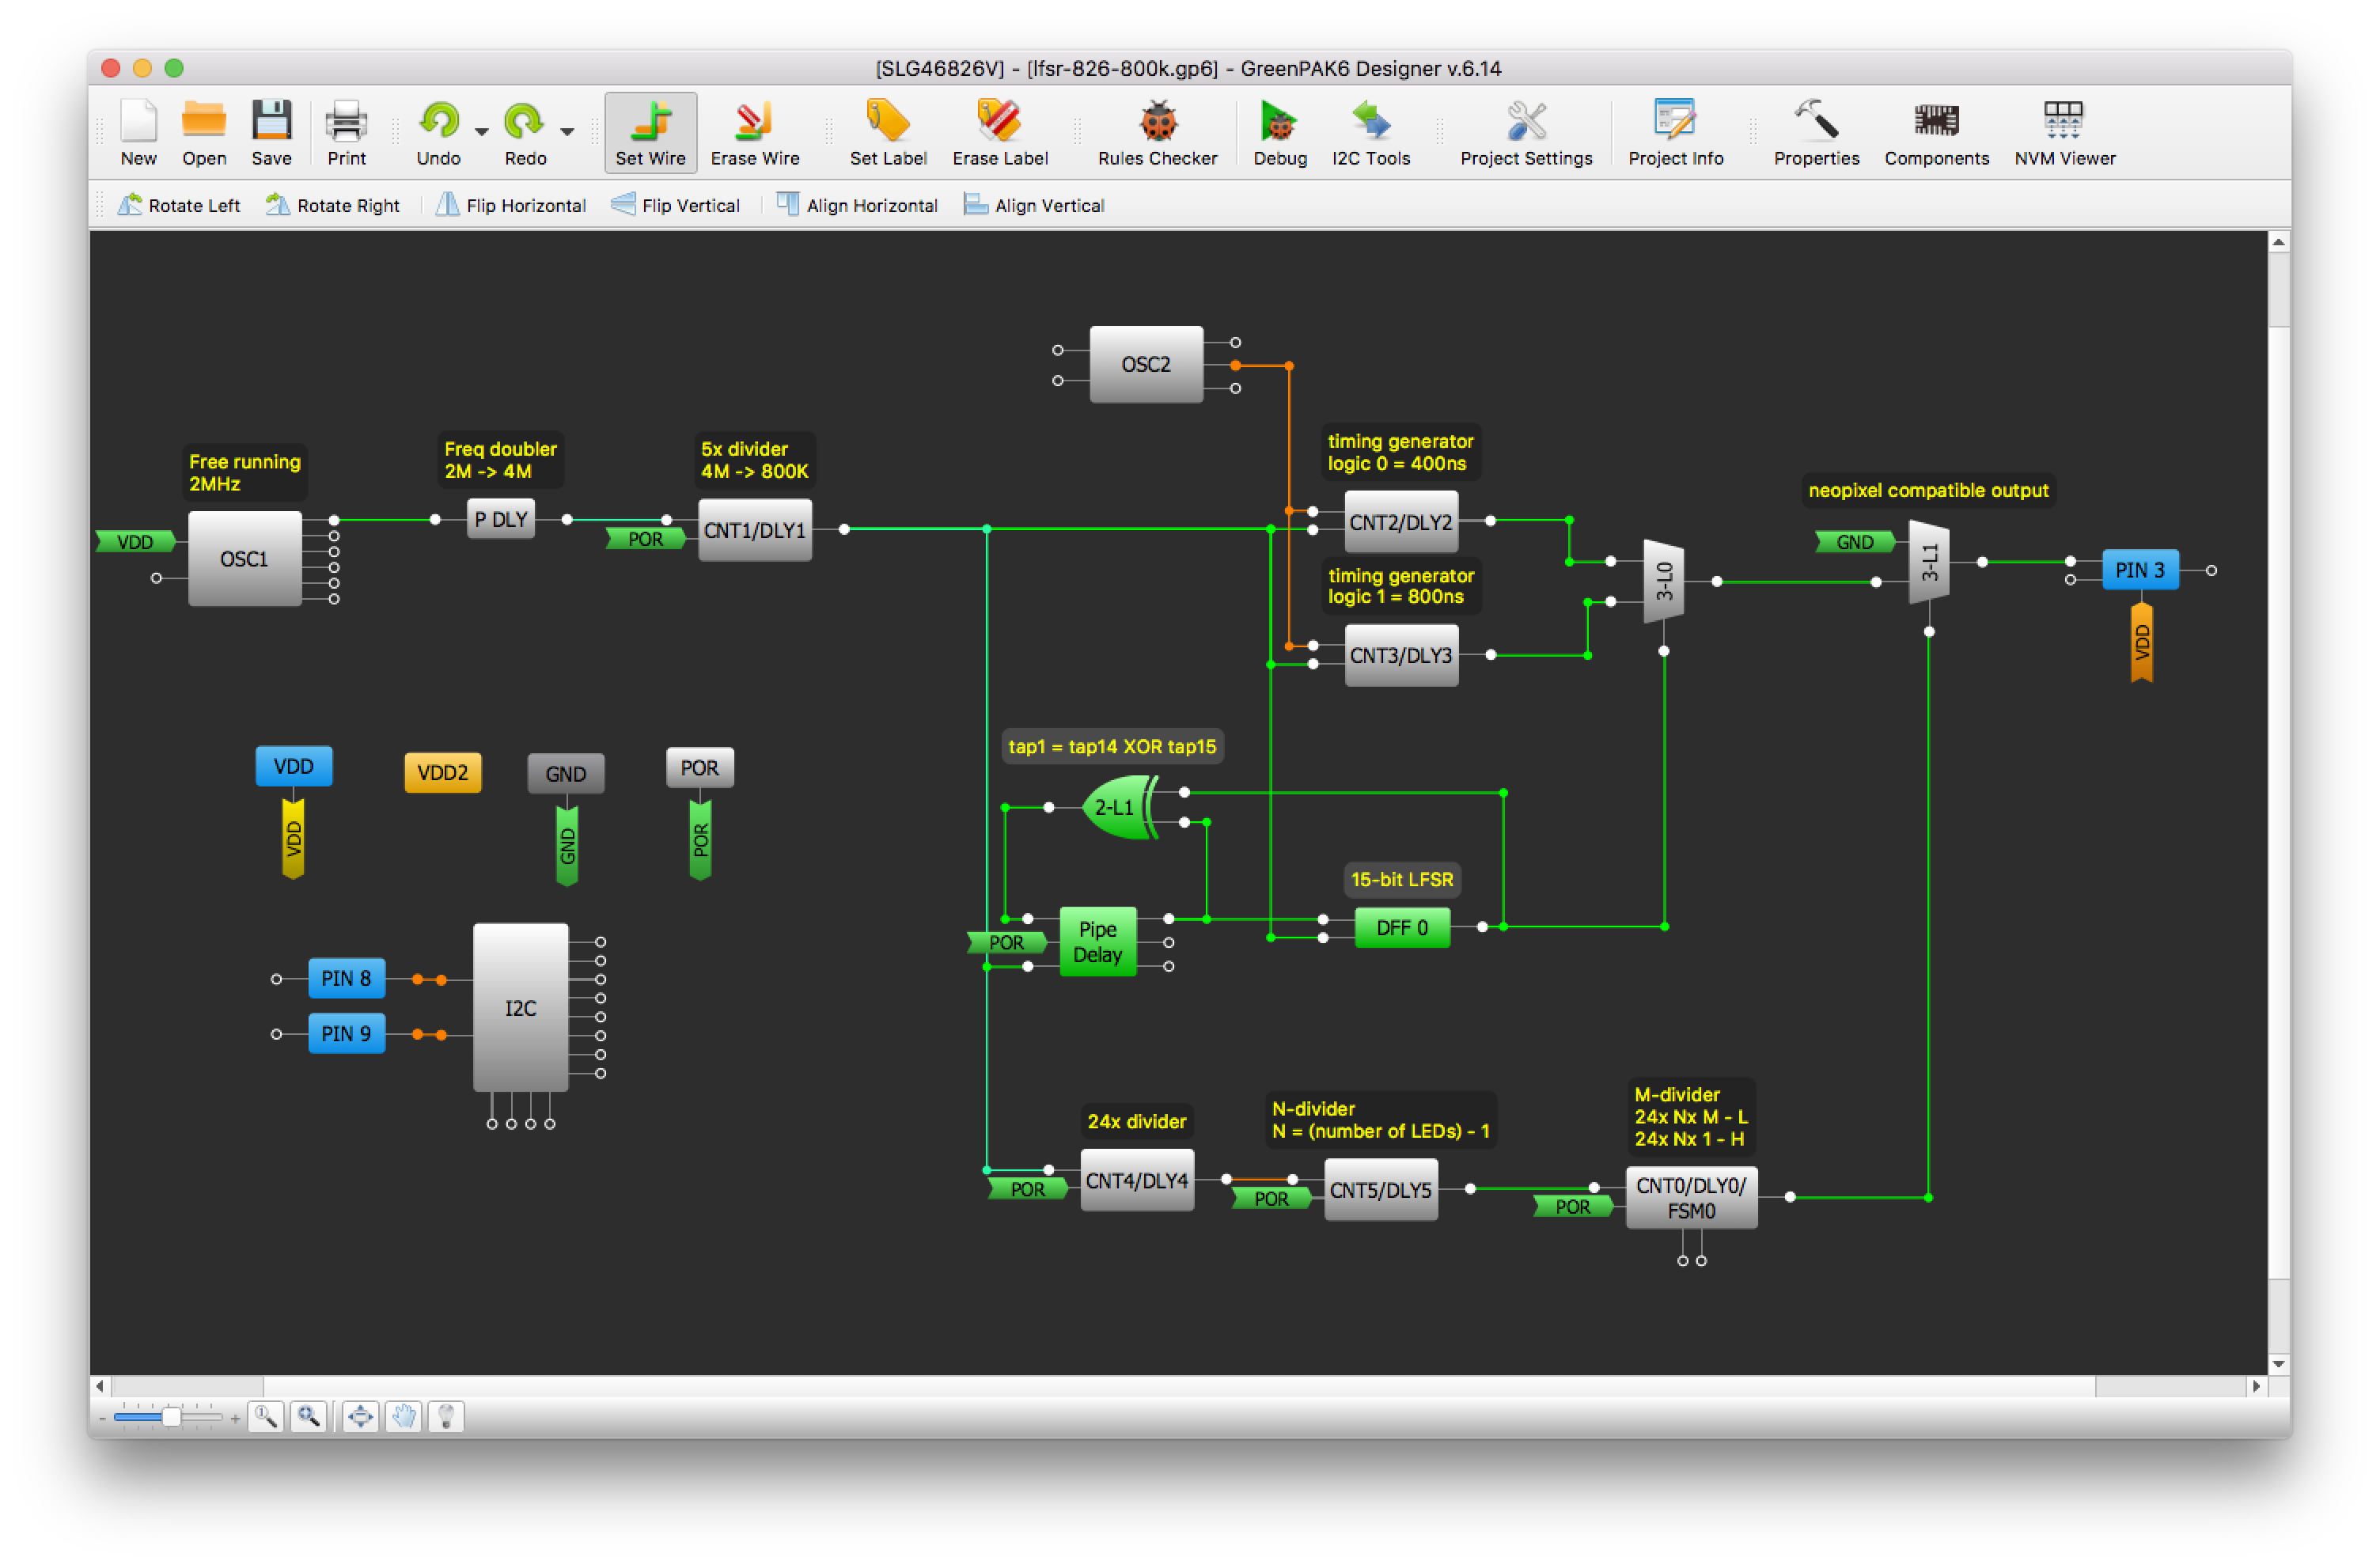 [SLG46826V] - [lfsr-826-800k.gp6] - GreenPAK6 Designer v.6.14
New
Open
Save
Print
Undo
Redo
Set Wire
Erase Wire
Set Label
Erase Label
Rules Checker
Debug
I2C Tools
Project Settings
Project Info
Properties
Components
NVM Viewer
Rotate Left
Rotate Right
Flip Horizontal
Flip Vertical
Align Horizontal
Align Vertical
OSC2
Free running
2MHz
Freq doubler
2M -> 4M
5x divider
4M -> 800K
timing generator
logic 0 = 400ns
neopixel compatible output
VDD
OSC1
P DLY
POR
CNT1/DLY1
CNT2/DLY2
timing generator
logic 1 = 800ns
CNT3/DLY3
3-L0
GND
3-L1
PIN 3
VDD
VDD
VDD
VDD2
GND
GND
POR
POR
tap1 = tap14 XOR tap15
2-L1
15-bit LFSR
POR
Pipe
Delay
DFF 0
PIN 8
PIN 9
I2C
24x divider
N-divider
N = (number of LEDs) - 1
M-divider
24x Nx M - L
24x Nx 1 - H
POR
CNT4/DLY4
POR
CNT5/DLY5
POR
CNT0/DLY0/
FSM0
- +
1